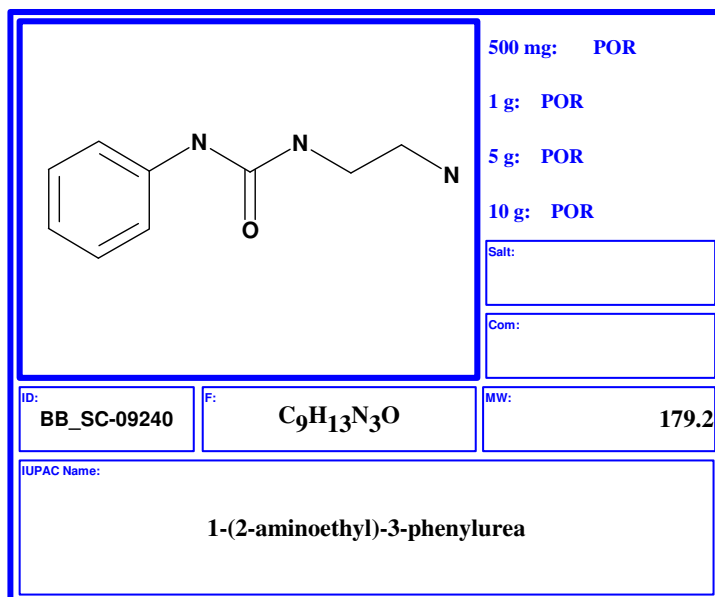 500 mg: POR
1 g: POR
5 g: POR
10 g: POR
N
N
N
O
Salt:
Com:
ID:
BB_SC-09240
F:
C9H13N3O
MW:
179.2
IUPAC Name:
1-(2-aminoethyl)-3-phenylurea